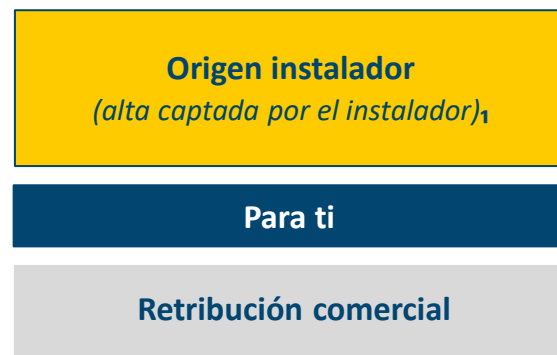 Origen instalador
(alta captada por el instalador)₁
Para ti
Retribución comercial